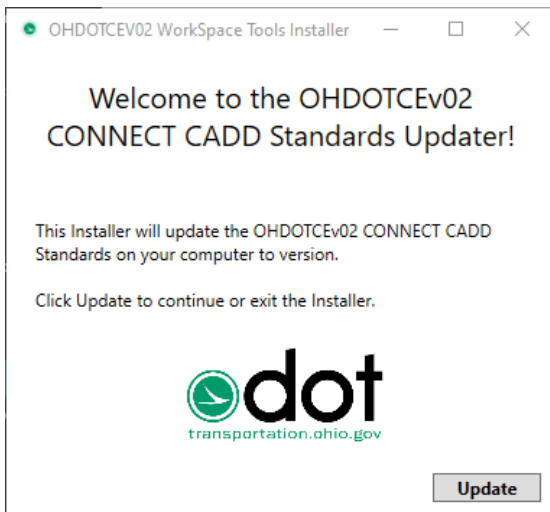 OHDOTCEV02 WorkSpace Tools Installer
Welcome to the OHDOTCEv02
CONNECT CADD Standards Updater!
This Installer will update the OHDOTCEv02 CONNECT CADD
Standards on your computer to version.
Click Update to continue or exit the Installer.
dot
transportation.ohio.gov
Update